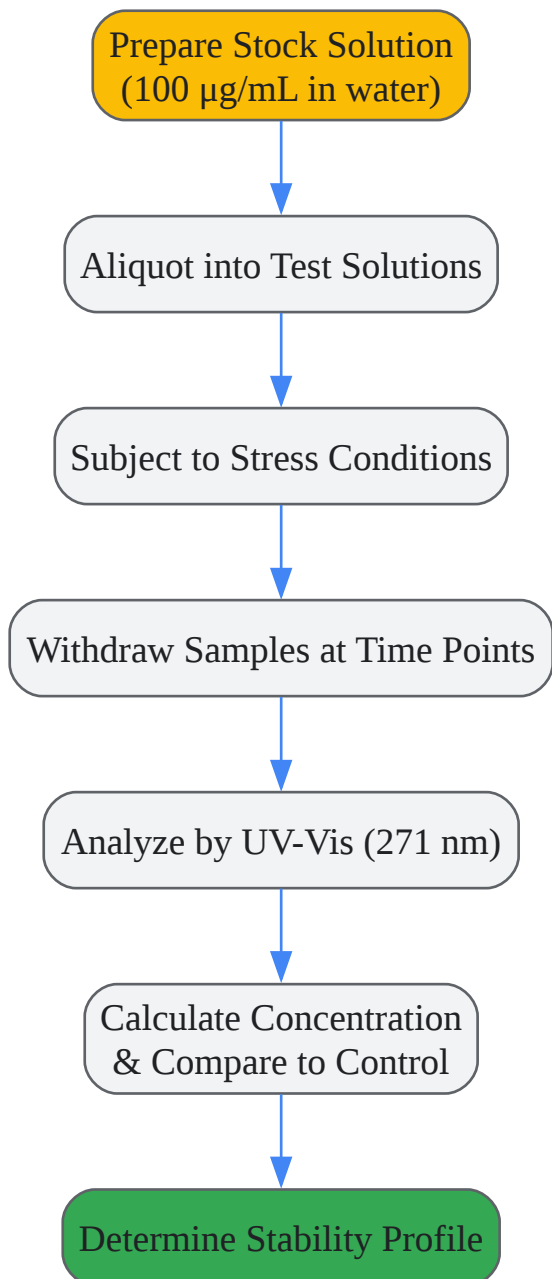 Prepare Stock Solution
(100 μg/mL in water)
Aliquot into Test Solutions
Subject to Stress Conditions
Withdraw Samples at Time Points
Analyze by UV-Vis (271 nm)
Calculate Concentration
& Compare to Control
Determine Stability Profile